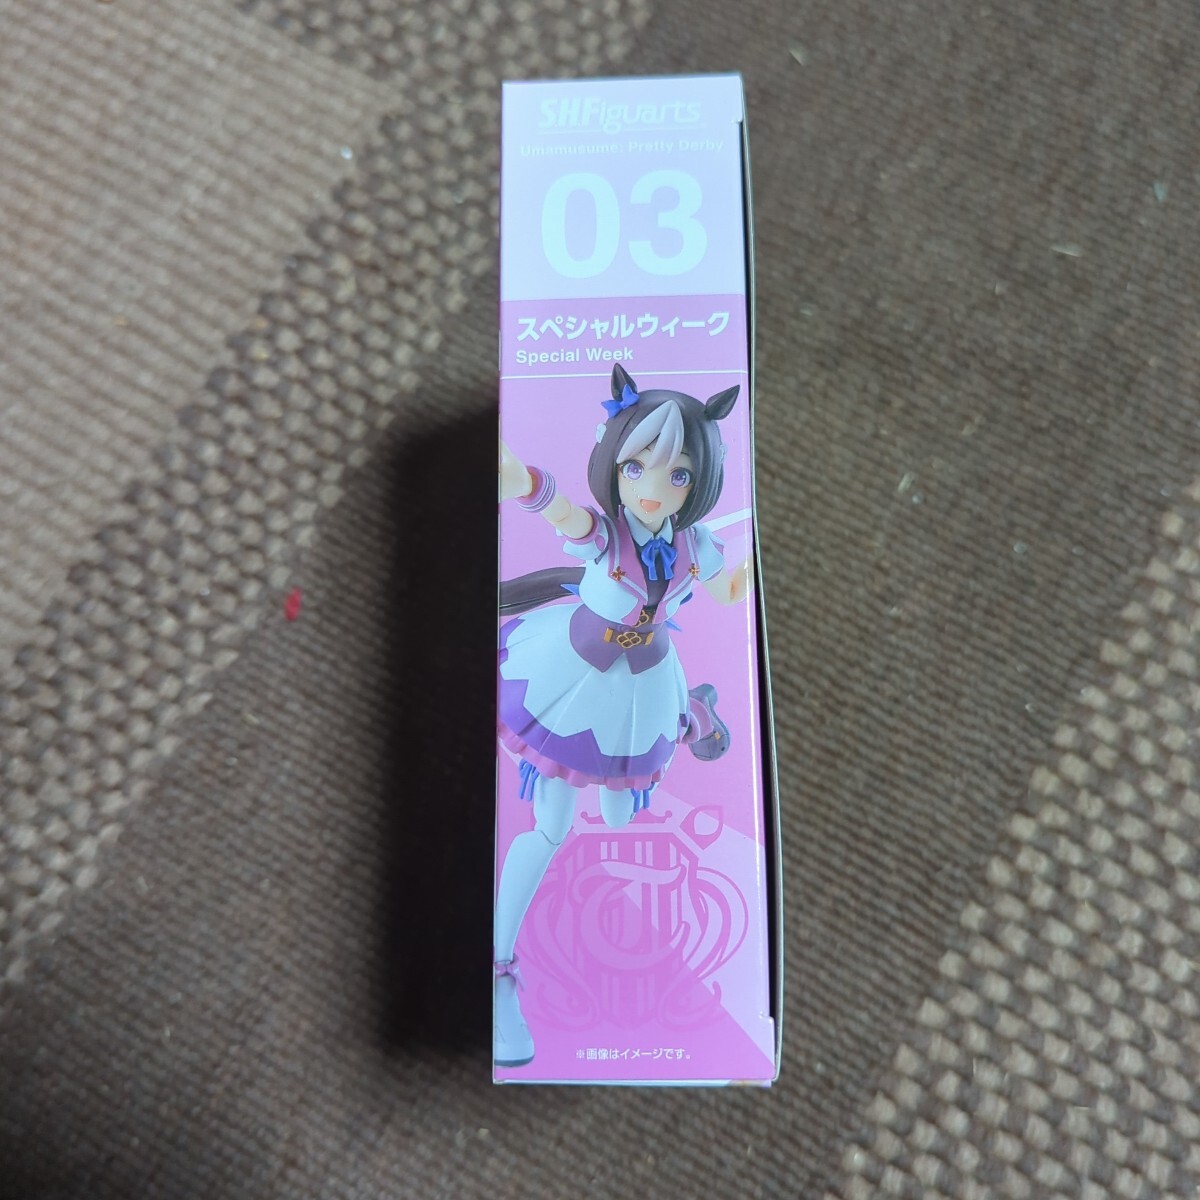 SHFiguarts
Umamusume: Pretty Derby
03
スペシャルウィーク
Special Week
※画像はイメージです。